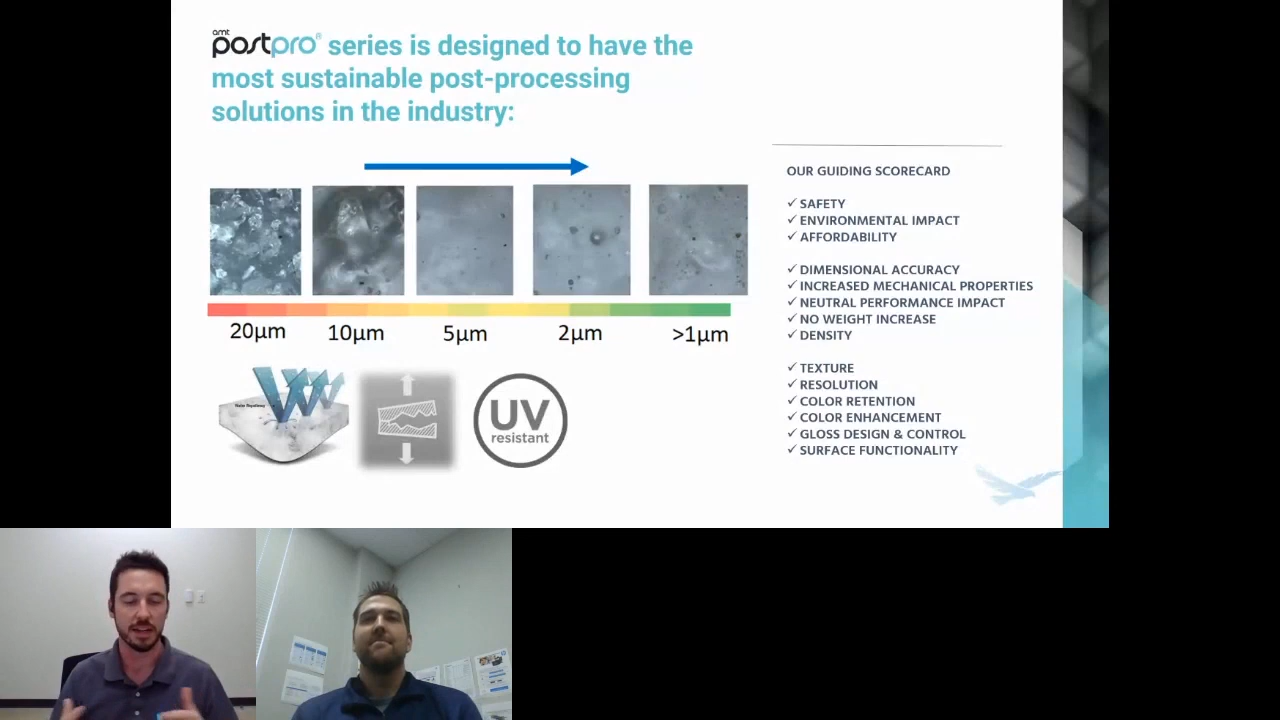 amt
postpro® series is designed to have the
most sustainable post-processing
solutions in the industry:
20µm
10µm
5µm
2µm
>1µm
Water Repellency
UV
resistant
OUR GUIDING SCORECARD
✓ SAFETY
✓ ENVIRONMENTAL IMPACT
✓ AFFORDABILITY
✓ DIMENSIONAL ACCURACY
✓ INCREASED MECHANICAL PROPERTIES
✓ NEUTRAL PERFORMANCE IMPACT
✓ NO WEIGHT INCREASE
✓ DENSITY
✓ TEXTURE
✓ RESOLUTION
✓ COLOR RETENTION
✓ COLOR ENHANCEMENT
✓ GLOSS DESIGN & CONTROL
✓ SURFACE FUNCTIONALITY